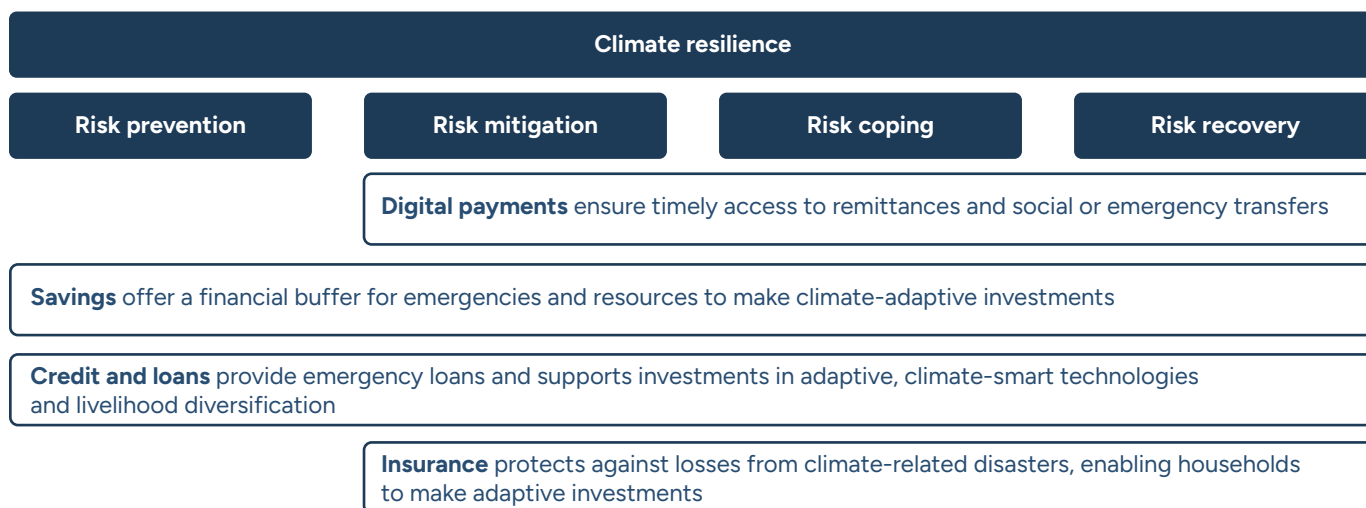 Climate resilience
Risk prevention
Risk mitigation
Risk coping
Risk recovery
Digital payments ensure timely access to remittances and social or emergency transfers
Savings offer a financial buffer for emergencies and resources to make climate-adaptive investments
Credit and loans provide emergency loans and supports investments in adaptive, climate-smart technologies
and livelihood diversification
Insurance protects against losses from climate-related disasters, enabling households
to make adaptive investments